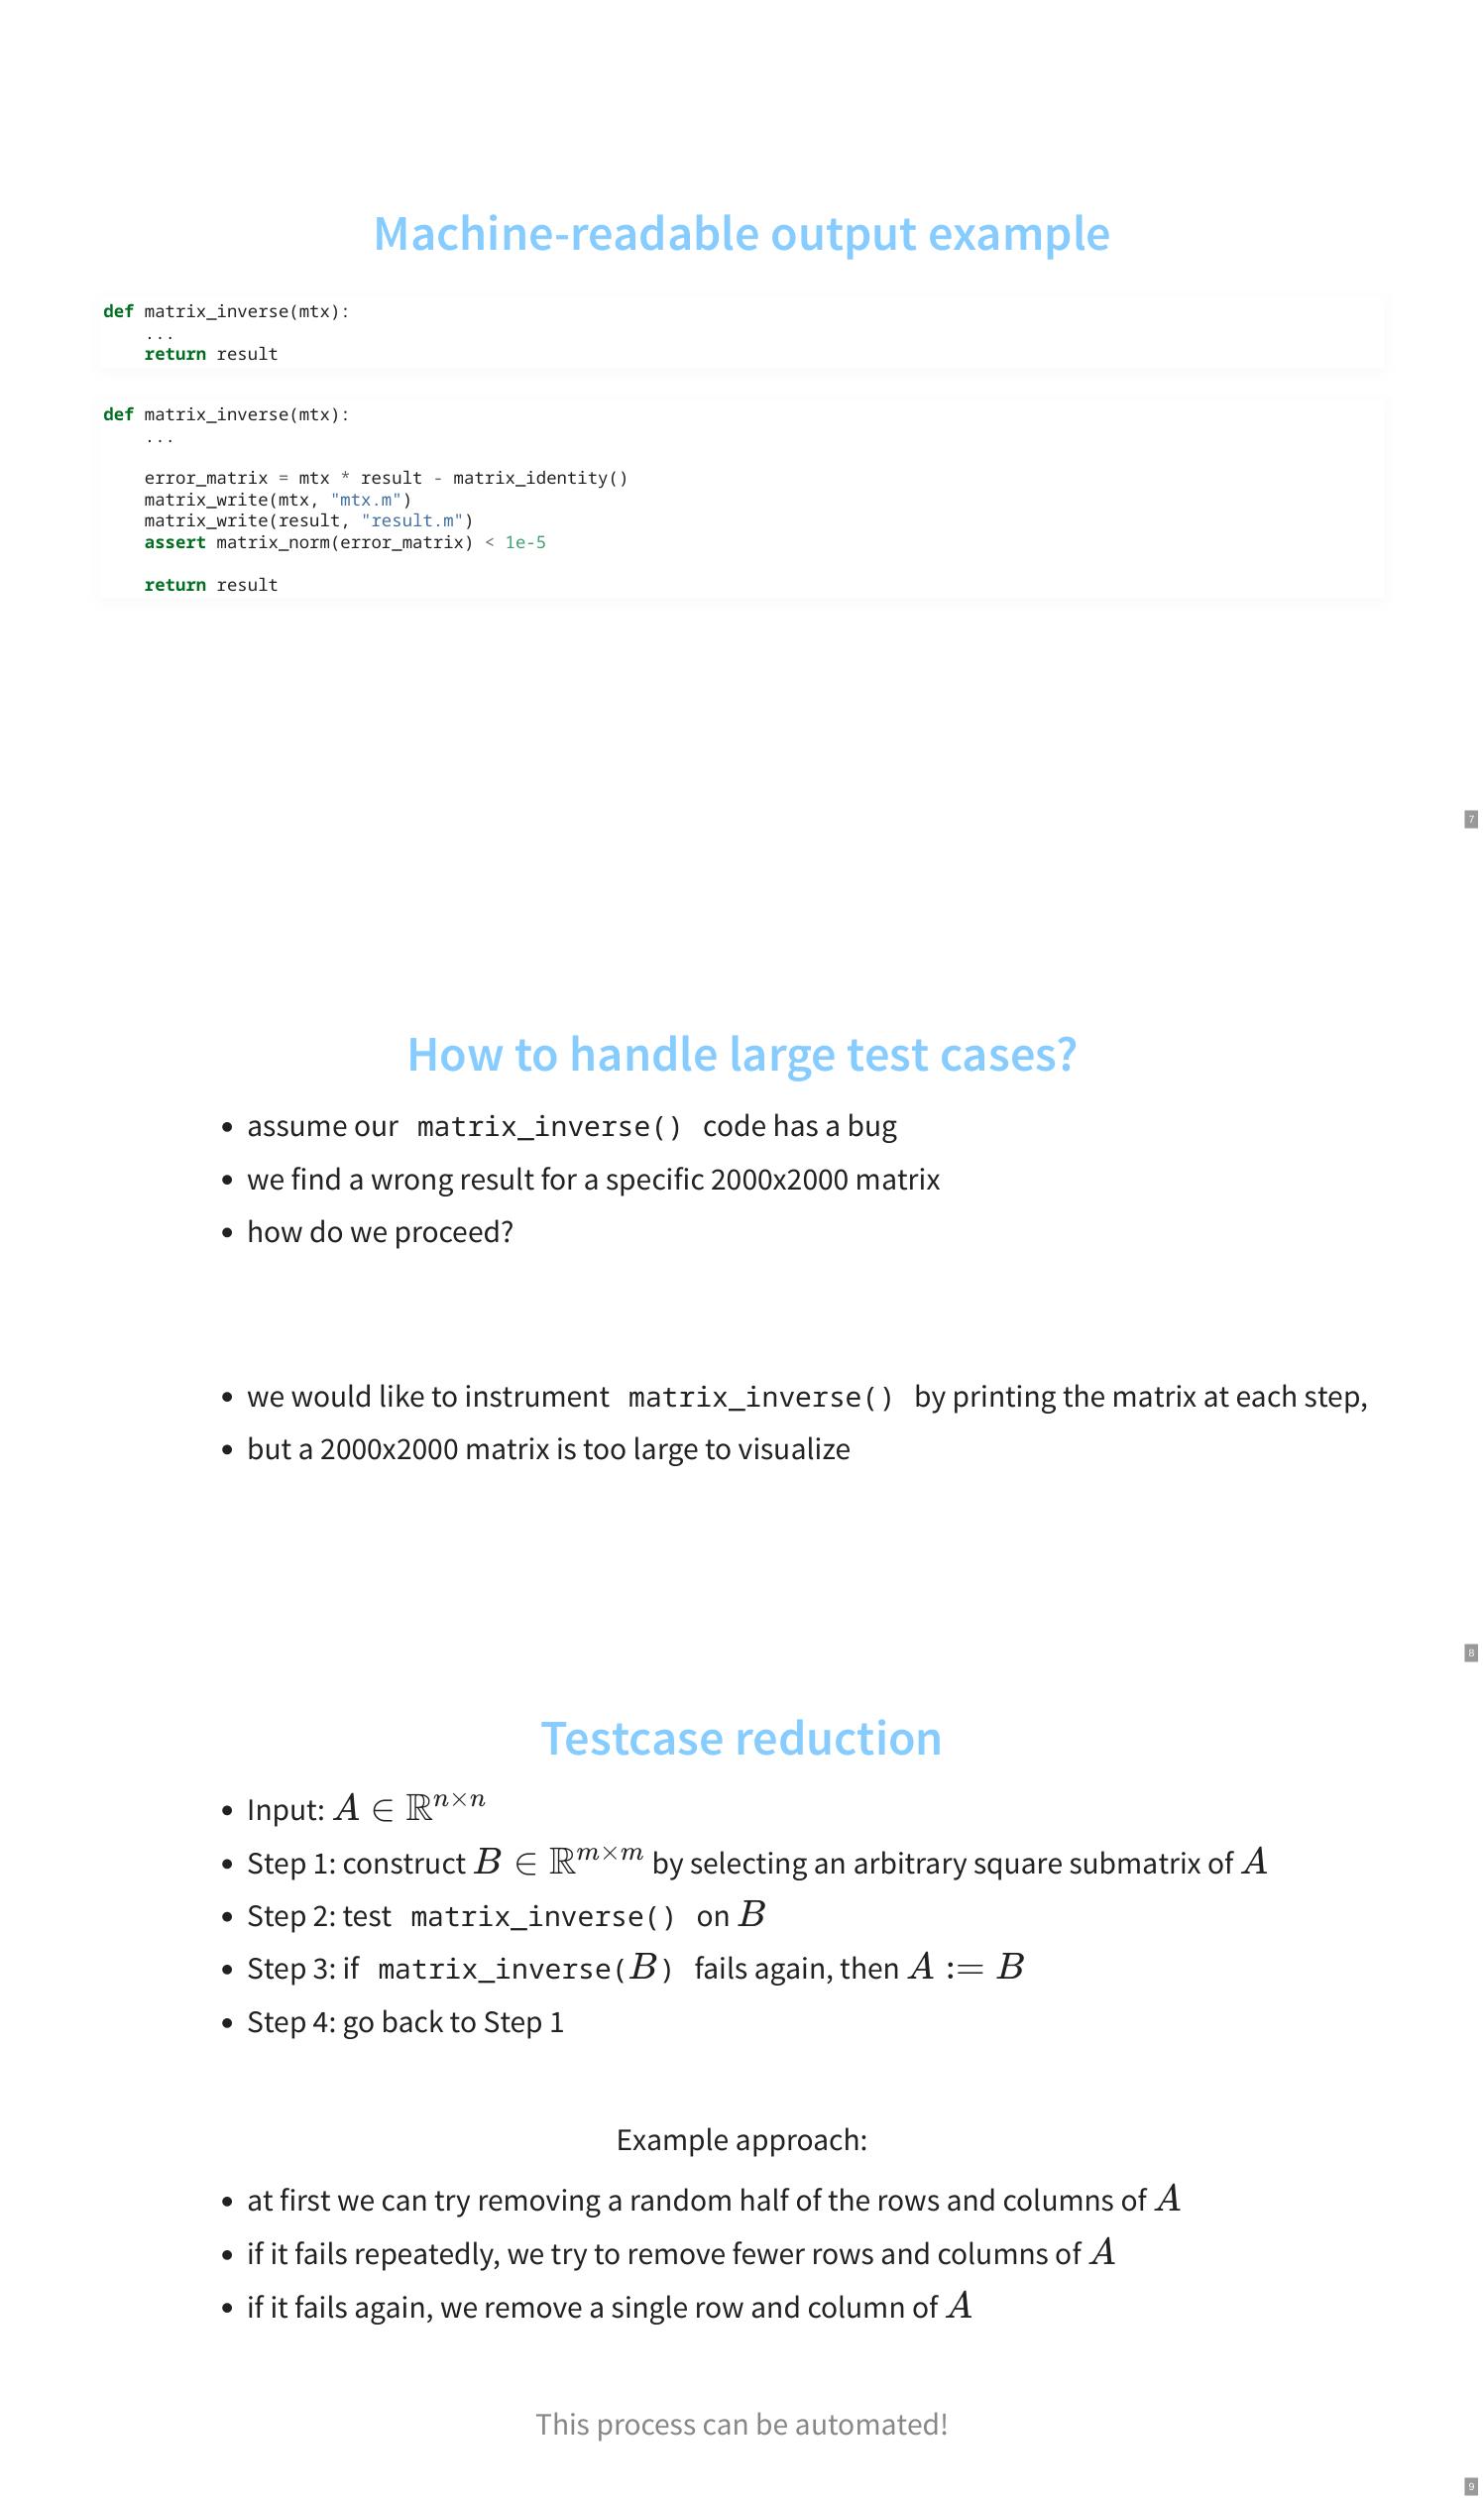 Machine-readable output example
def matrix_inverse(mtx):
    ...
    return result
def matrix_inverse(mtx):
    ...
    error_matrix = mtx * result - matrix_identity()
    matrix_write(mtx, "mtx.m")
    matrix_write(result, "result.m")
    assert matrix_norm(error_matrix) < 1e-5
    return result
7
How to handle large test cases?
• assume our matrix_inverse() code has a bug
• we find a wrong result for a specific 2000x2000 matrix
• how do we proceed?
• we would like to instrument matrix_inverse() by printing the matrix at each step,
• but a 2000x2000 matrix is too large to visualize
8
Testcase reduction
• Input: A ∈ ℝⁿˣⁿ
• Step 1: construct B ∈ ℝᵐˣᵐ by selecting an arbitrary square submatrix of A
• Step 2: test matrix_inverse() on B
• Step 3: if matrix_inverse(B) fails again, then A := B
• Step 4: go back to Step 1
Example approach:
• at first we can try removing a random half of the rows and columns of A
• if it fails repeatedly, we try to remove fewer rows and columns of A
• if it fails again, we remove a single row and column of A
This process can be automated!
9